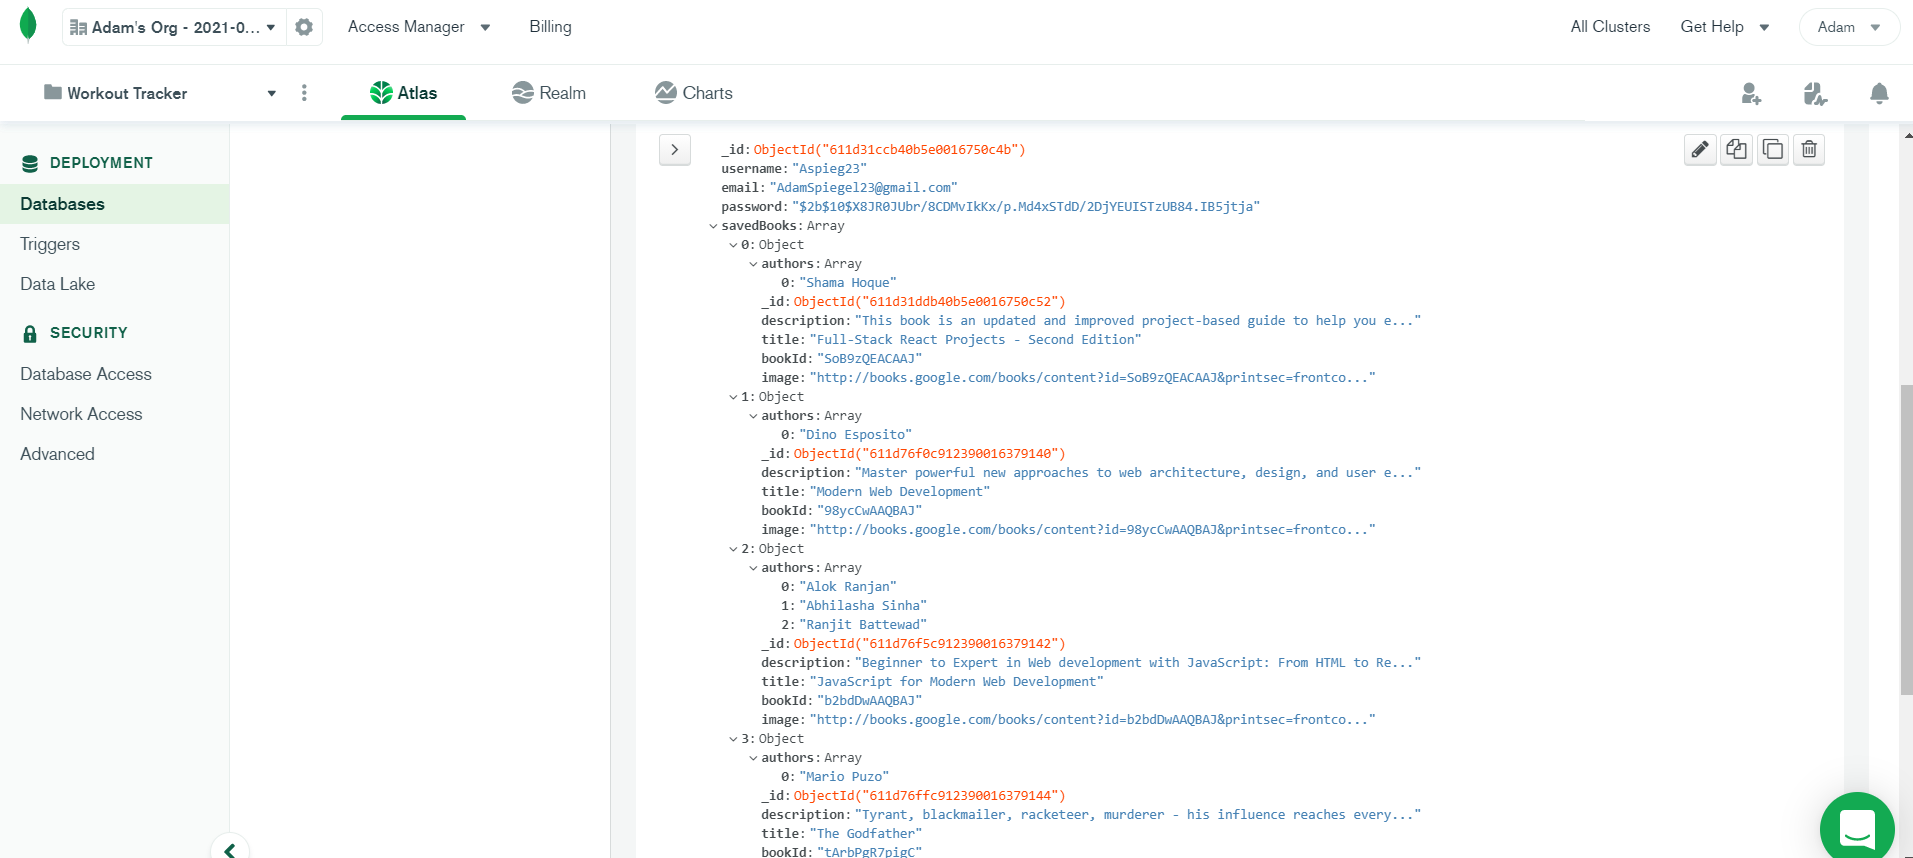 Adam's Org - 2021-0...
Access Manager
Billing
All Clusters
Get Help
Adam
Workout Tracker
Atlas
Realm
Charts
DEPLOYMENT
Databases
Triggers
Data Lake
SECURITY
Database Access
Network Access
Advanced
_id: ObjectId("611d31ccb40b5e0016750c4b")
username: "Aspieg23"
email: "AdamSpiegel23@gmail.com"
password: "$2b$10$X8JR0JUbr/8CDMvIkKx/p.Md4xSTdD/2DjYEUISTzUB84.IB5jtja"
savedBooks: Array
0: Object
authors: Array
0: "Shama Hoque"
_id: ObjectId("611d31ddb40b5e0016750c52")
description: "This book is an updated and improved project-based guide to help you e..."
title: "Full-Stack React Projects - Second Edition"
bookId: "SoB9zQEACAAJ"
image: "http://books.google.com/books/content?id=SoB9zQEACAAJ&printsec=frontco..."
1: Object
authors: Array
0: "Dino Esposito"
_id: ObjectId("611d76f0c912390016379140")
description: "Master powerful new approaches to web architecture, design, and user e..."
title: "Modern Web Development"
bookId: "98ycCwAAQBAJ"
image: "http://books.google.com/books/content?id=98ycCwAAQBAJ&printsec=frontco..."
2: Object
authors: Array
0: "Alok Ranjan"
1: "Abhilasha Sinha"
2: "Ranjit Battewad"
_id: ObjectId("611d76f5c912390016379142")
description: "Beginner to Expert in Web development with JavaScript: From HTML to Re..."
title: "JavaScript for Modern Web Development"
bookId: "b2bdDwAAQBAJ"
image: "http://books.google.com/books/content?id=b2bdDwAAQBAJ&printsec=frontco..."
3: Object
authors: Array
0: "Mario Puzo"
_id: ObjectId("611d76ffc912390016379144")
description: "Tyrant, blackmailer, racketeer, murderer - his influence reaches every..."
title: "The Godfather"
bookId: "tArbPgR7pigC"